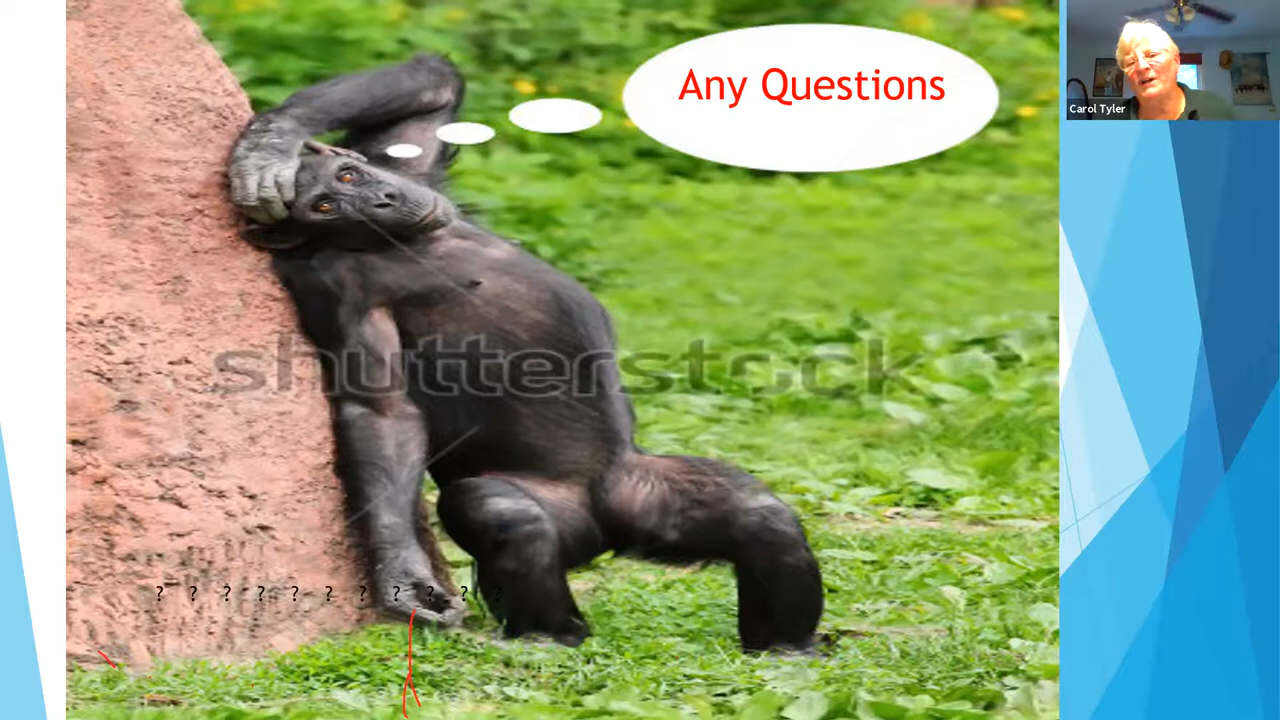 Any Questions
Carol Tyler
shutterstock
? ? ? ? ? ? ? ? ? ? ?